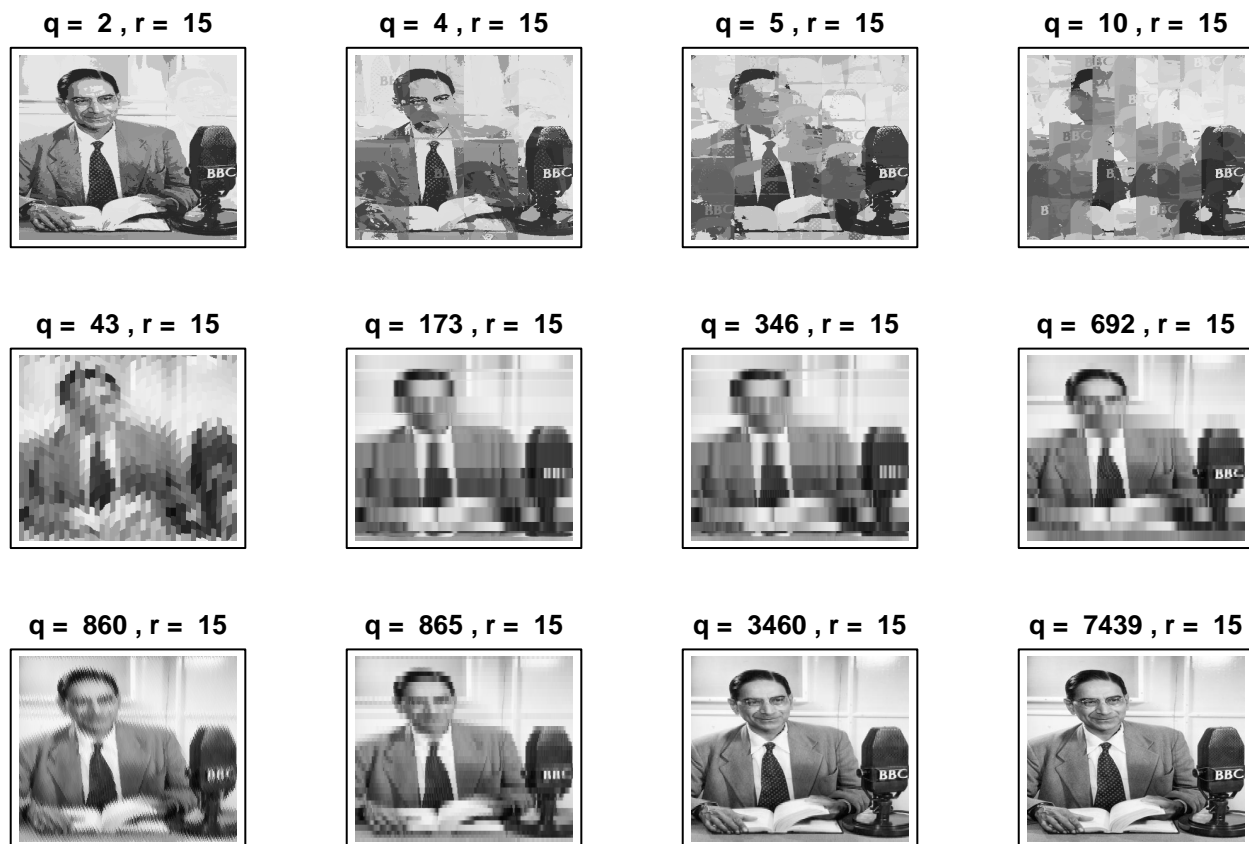 q = 2 , r = 15
q = 4 , r = 15
q = 5 , r = 15
q = 10 , r = 15
BBC
BBC
BBC
BBC
q = 43 , r = 15
q = 173 , r = 15
q = 346 , r = 15
q = 692 , r = 15
BBC
q = 860 , r = 15
q = 865 , r = 15
q = 3460 , r = 15
q = 7439 , r = 15
BBC
BBC